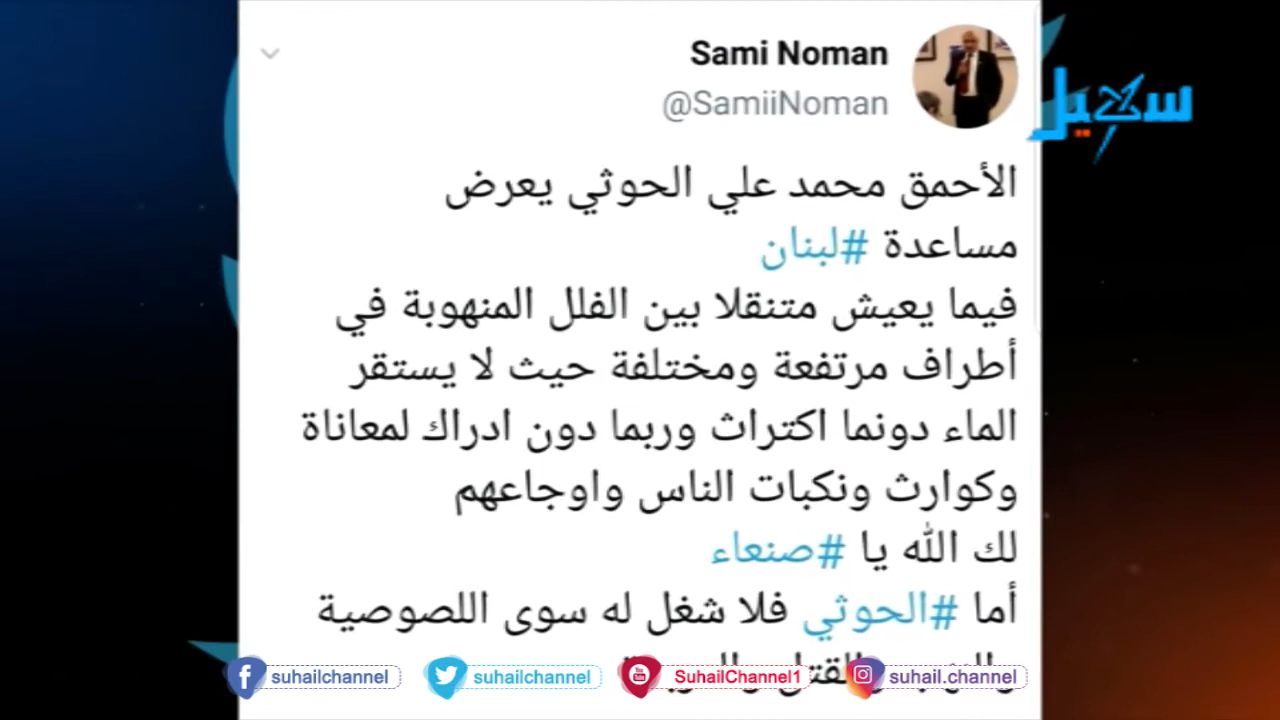 Sami Noman
@SamiiNoman
سهيل
الأحمق محمد علي الحوثي يعرض
مساعدة #لبنان
فيما يعيش متنقلا بين الفلل المنهوبة في
أطراف مرتفعة ومختلفة حيث لا يستقر
الماء دونما اكتراث وربما دون ادراك لمعاناة
وكوارث ونكبات الناس واوجاعهم
لك الله يا #صنعاء
أما #الحوثي فلا شغل له سوى اللصوصية
suhailchannel
suhailchannel
You Tube
SuhailChannel1
suhail.channel